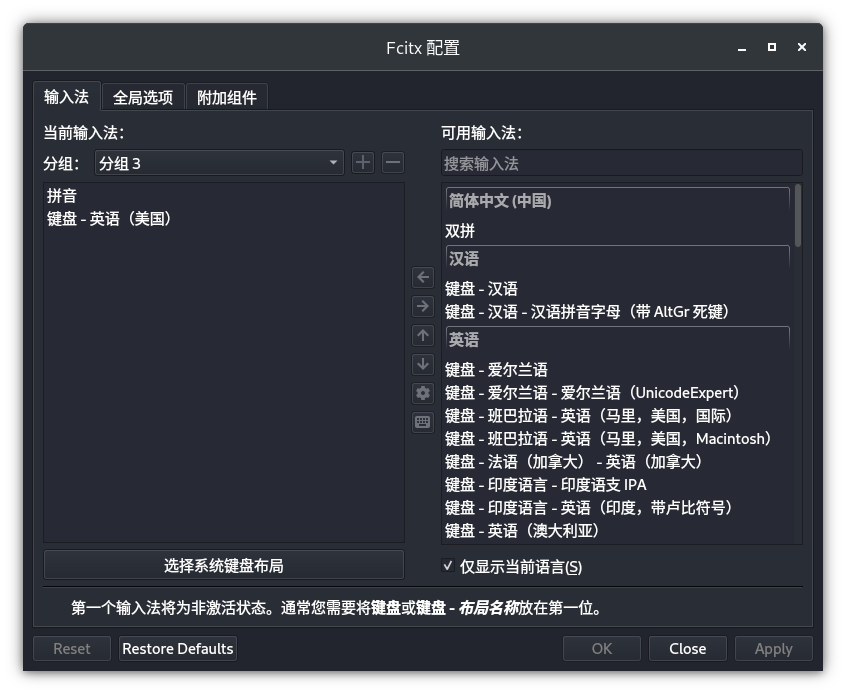 Fcitx 配置
输入法
全局选项
附加组件
当前输入法：
分组：
分组 3
拼音
键盘 - 英语（美国）
选择系统键盘布局
可用输入法：
搜索输入法
简体中文 (中国)
双拼
汉语
键盘 - 汉语
键盘 - 汉语 - 汉语拼音字母（带 AltGr 死键）
英语
键盘 - 爱尔兰语
键盘 - 爱尔兰语 - 爱尔兰语（UnicodeExpert）
键盘 - 班巴拉语 - 英语（马里，美国，国际）
键盘 - 班巴拉语 - 英语（马里，美国，Macintosh）
键盘 - 法语（加拿大） - 英语（加拿大）
键盘 - 印度语言 - 印度语支 IPA
键盘 - 印度语言 - 英语（印度，带卢比符号）
键盘 - 英语（澳大利亚）
仅显示当前语言(S)
第一个输入法将为非激活状态。通常您需要将键盘或键盘 - 布局名称放在第一位。
Reset
Restore Defaults
OK
Close
Apply